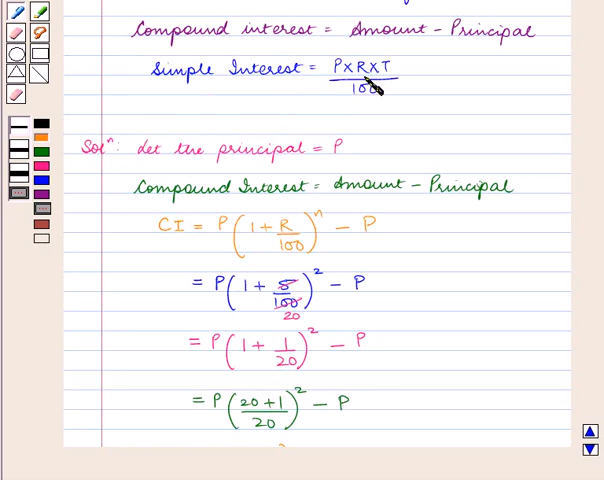 Compound interest = Amount - Principal
Simple Interest = P×R×T / 100
Solⁿ: Let the principal = P
Compound Interest = Amount - Principal
CI = P(1 + R/100)ⁿ - P
= P(1 + 5/100)² - P
20
= P(1 + 1/20)² - P
= P(20+1/20)² - P